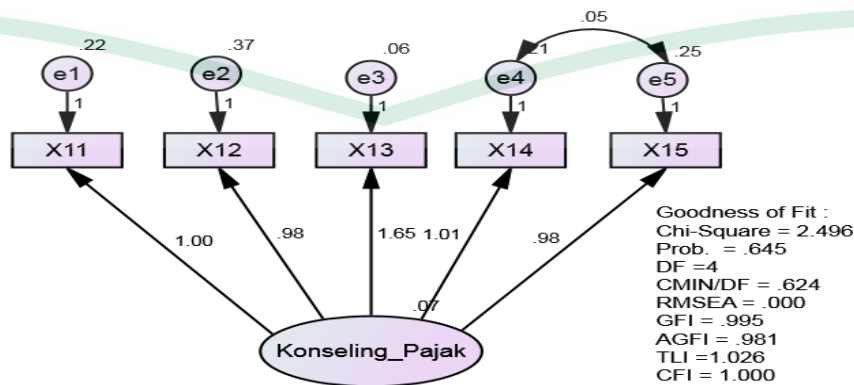 .05
.22 .37 .06 .21 .25
e1 e2 e3 e4 e5
1 1 1 1 1
X11 X12 X13 X14 X15
1.00 .98 1.65 1.01 .98
.07
Konseling_Pajak
Goodness of Fit :
Chi-Square = 2.496
Prob. = .645
DF =4
CMIN/DF = .624
RMSEA = .000
GFI = .995
AGFI = .981
TLI =1.026
CFI = 1.000